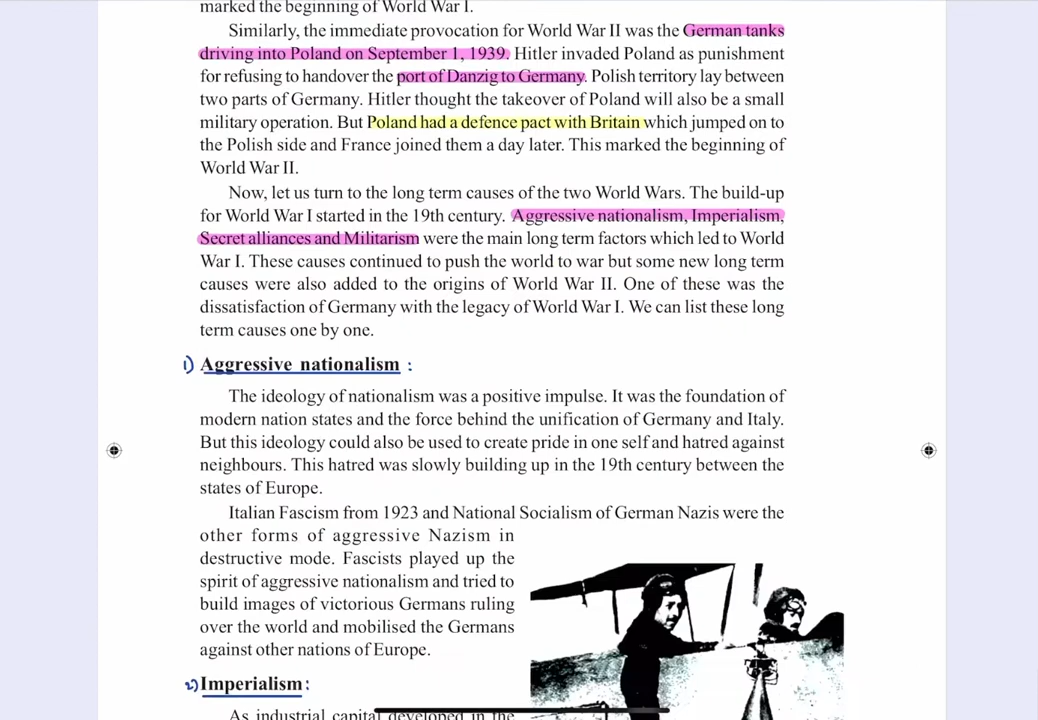 marked the beginning of World War I.
Similarly, the immediate provocation for World War II was the German tanks
driving into Poland on September 1, 1939. Hitler invaded Poland as punishment
for refusing to handover the port of Danzig to Germany. Polish territory lay between
two parts of Germany. Hitler thought the takeover of Poland will also be a small
military operation. But Poland had a defence pact with Britain which jumped on to
the Polish side and France joined them a day later. This marked the beginning of
World War II.
Now, let us turn to the long term causes of the two World Wars. The build-up
for World War I started in the 19th century. Aggressive nationalism, Imperialism,
Secret alliances and Militarism were the main long term factors which led to World
War I. These causes continued to push the world to war but some new long term
causes were also added to the origins of World War II. One of these was the
dissatisfaction of Germany with the legacy of World War I. We can list these long
term causes one by one.
1) Aggressive nationalism :
The ideology of nationalism was a positive impulse. It was the foundation of
modern nation states and the force behind the unification of Germany and Italy.
But this ideology could also be used to create pride in one self and hatred against
neighbours. This hatred was slowly building up in the 19th century between the
states of Europe.
Italian Fascism from 1923 and National Socialism of German Nazis were the
other forms of aggressive Nazism in
destructive mode. Fascists played up the
spirit of aggressive nationalism and tried to
build images of victorious Germans ruling
over the world and mobilised the Germans
against other nations of Europe.
2) Imperialism :
As industrial capital developed in the